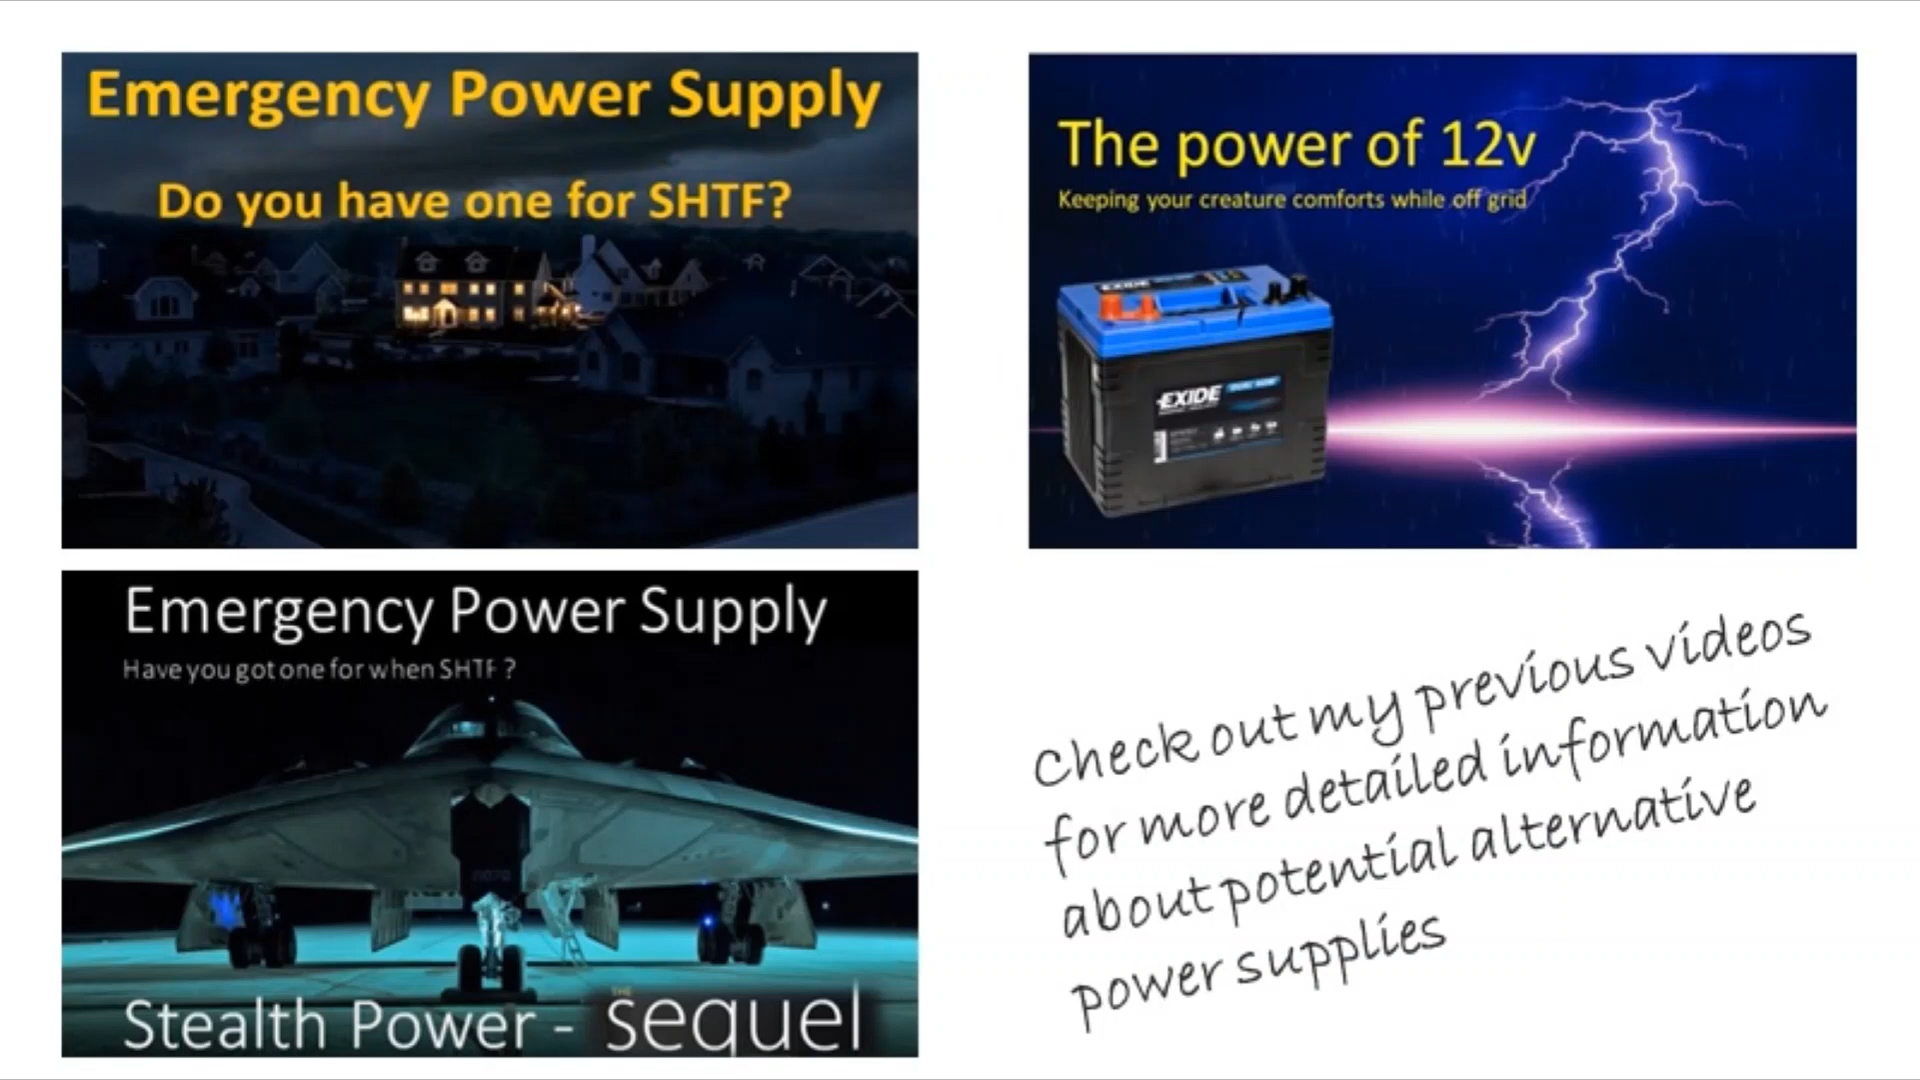 Emergency Power Supply
Do you have one for SHTF?
The power of 12v
Keeping your creature comforts while off grid
EXIDE
EXIDE
Emergency Power Supply
Have you got one for when SHTF ?
Stealth Power - THE sequel
Check out my previous videos
for more detailed information
about potential alternative
power supplies